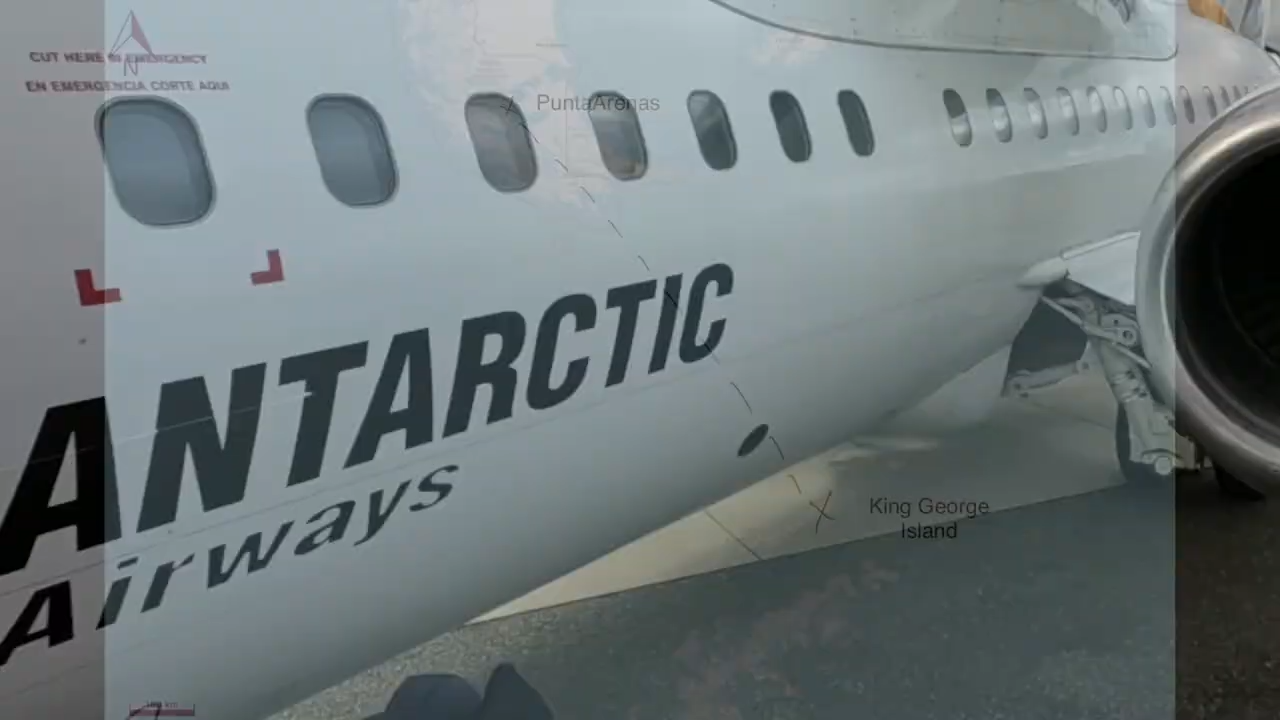 N
CUT HERE IN EMERGENCY
EN EMERGENCIA CORTE AQUI
PuntaArenas
ANTARCTIC
Airways
King George
Island